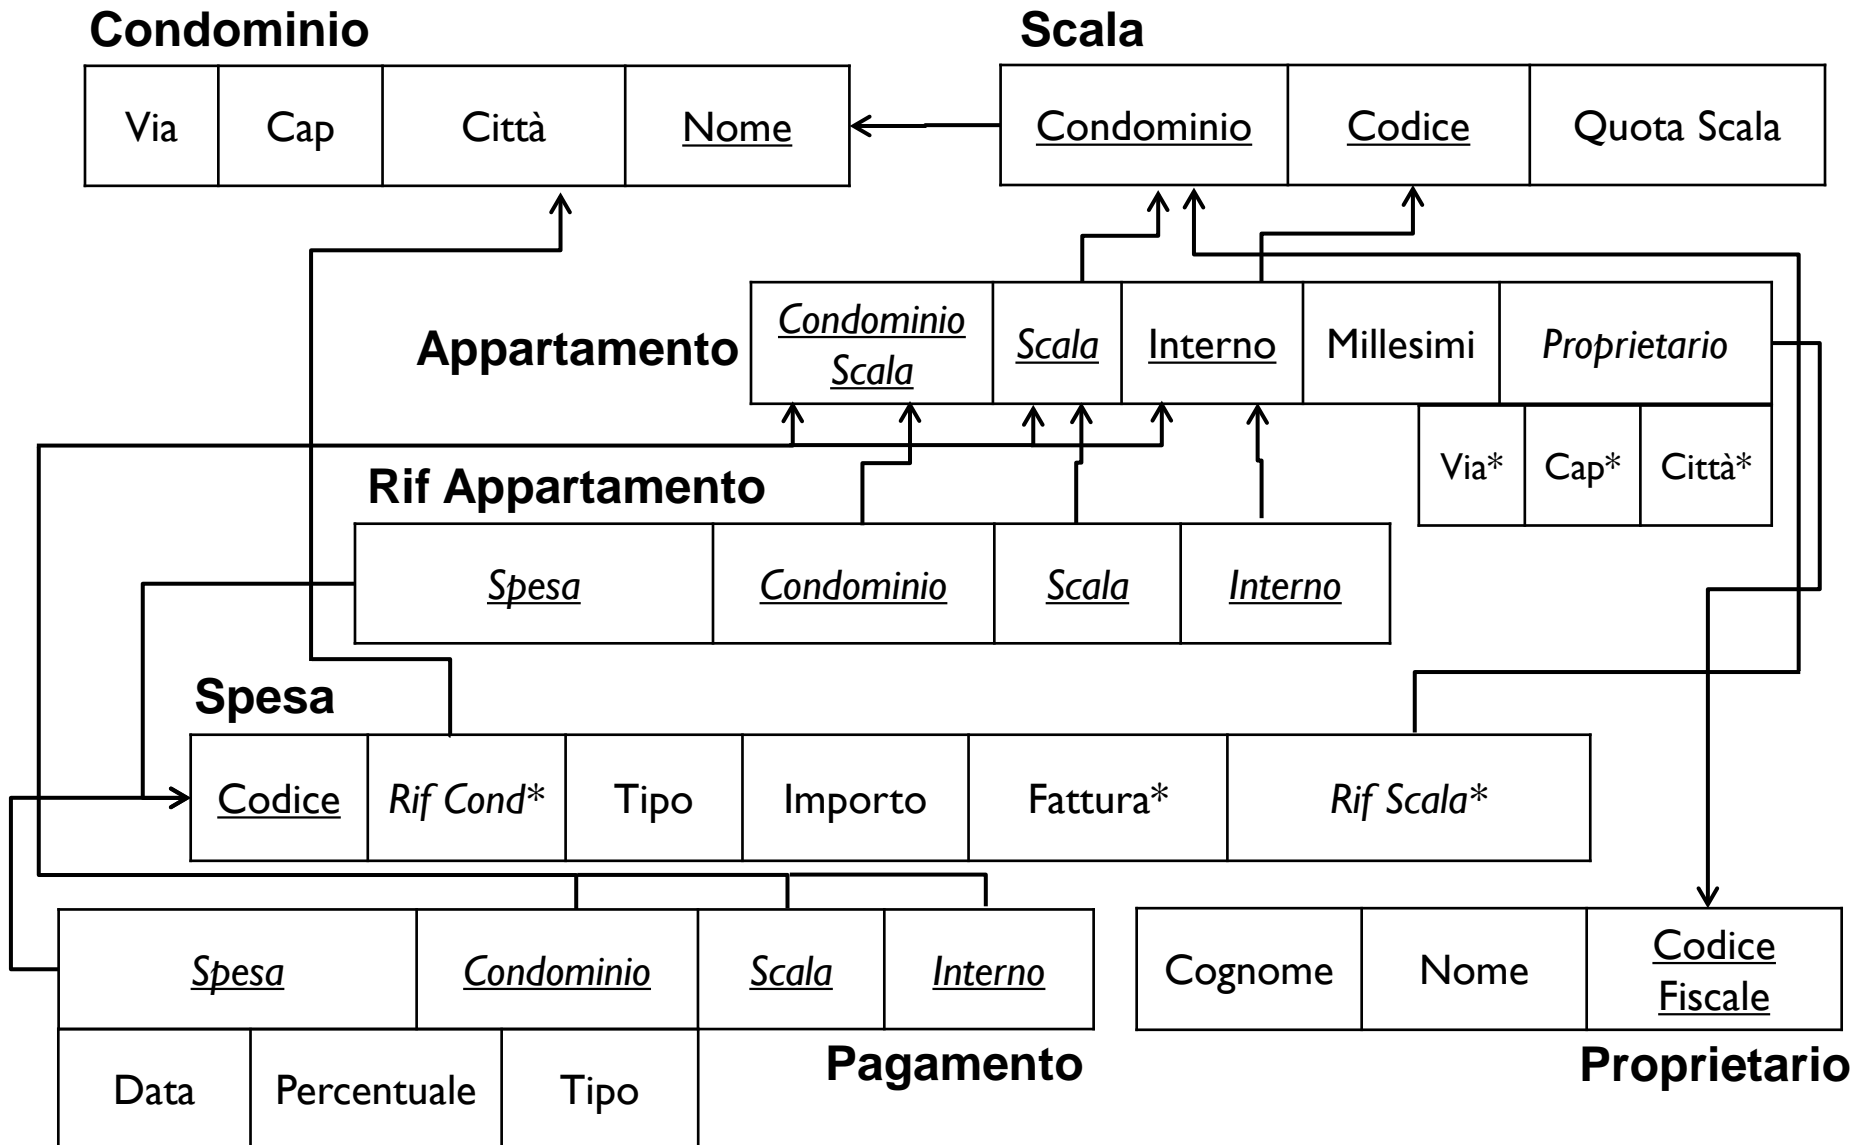 Condominio
Scala
Via Cap Città Nome
Condominio Codice Quota Scala
Appartamento
Condominio
Scala
Scala Interno Millesimi Proprietario
Via* Cap* Città*
Rif Appartamento
Spesa Condominio Scala Interno
Spesa
Codice Rif Cond* Tipo Importo Fattura* Rif Scala*
Spesa Condominio Scala Interno
Data Percentuale Tipo
Pagamento
Cognome Nome Codice
Fiscale
Proprietario